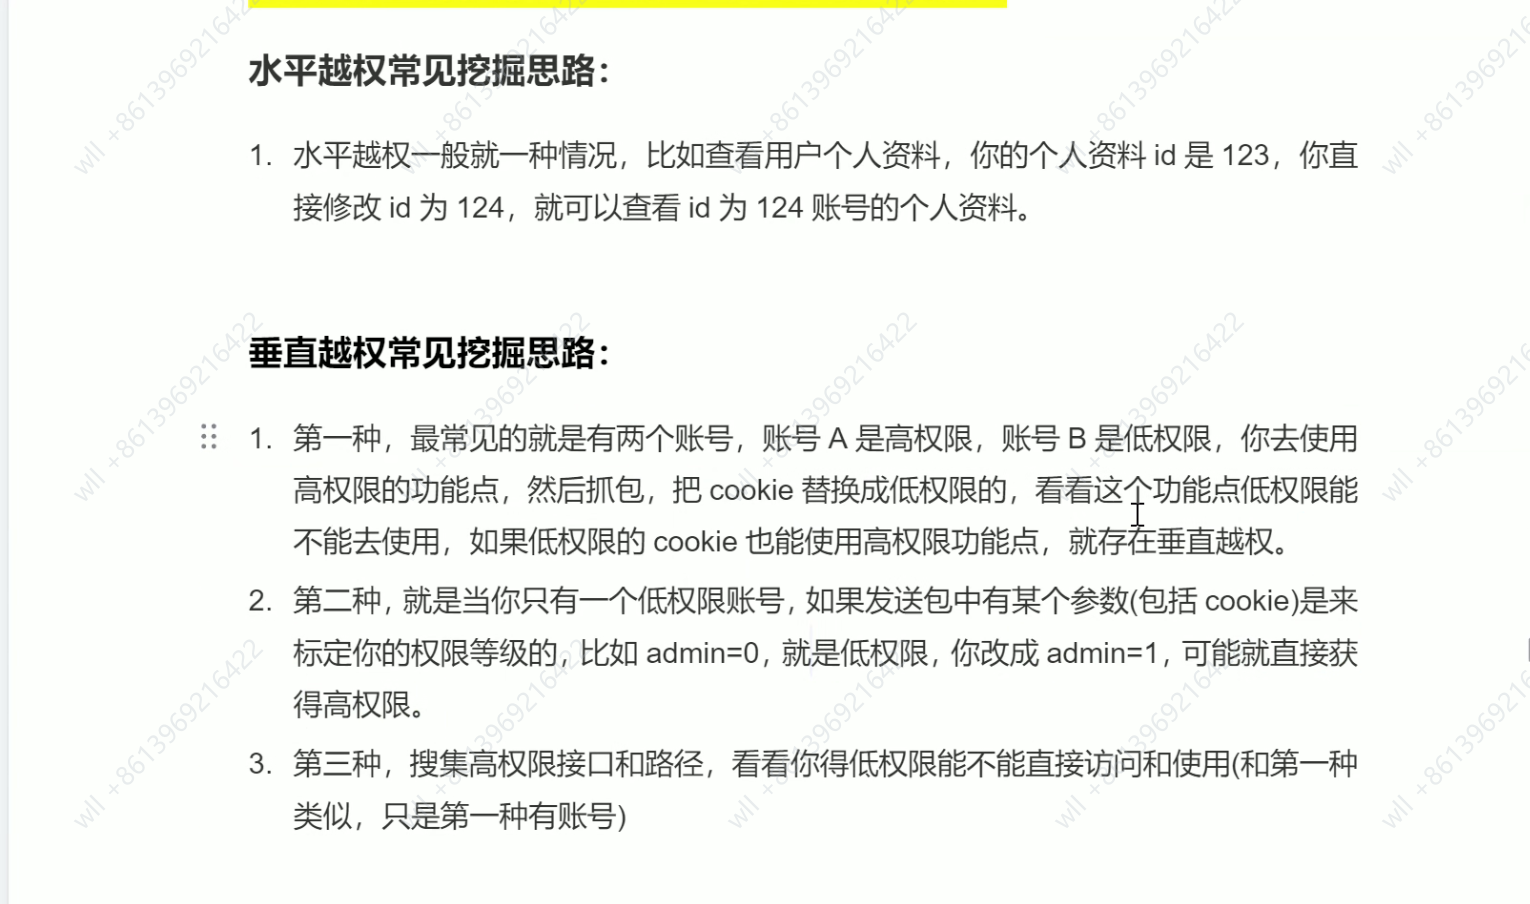 水平越权常见挖掘思路：
1. 水平越权一般就一种情况，比如查看用户个人资料，你的个人资料 id 是 123，你直
接修改 id 为 124，就可以查看 id 为 124 账号的个人资料。
垂直越权常见挖掘思路：
1. 第一种，最常见的就是有两个账号，账号 A 是高权限，账号 B 是低权限，你去使用
高权限的功能点，然后抓包，把 cookie 替换成低权限的，看看这个功能点低权限能
不能去使用，如果低权限的 cookie 也能使用高权限功能点，就存在垂直越权。
2. 第二种，就是当你只有一个低权限账号，如果发送包中有某个参数(包括 cookie)是来
标定你的权限等级的，比如 admin=0，就是低权限，你改成 admin=1，可能就直接获
得高权限。
3. 第三种，搜集高权限接口和路径，看看你得低权限能不能直接访问和使用(和第一种
类似，只是第一种有账号)
wll +8613969216422